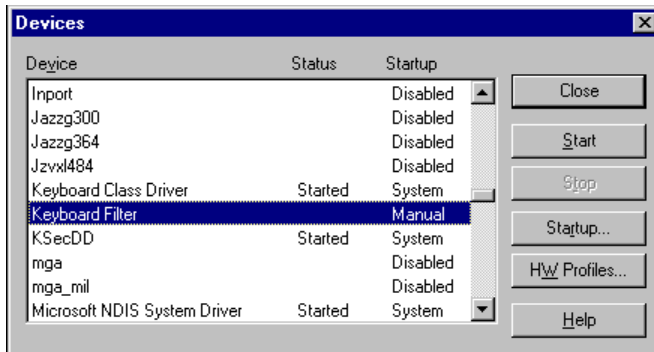 Devices
Device Status Startup
Inport Disabled
Jazzg300 Disabled
Jazzg364 Disabled
Jzvxl484 Disabled
Keyboard Class Driver Started System
Keyboard Filter Manual
KSecDD Started System
mga Disabled
mga_mil Disabled
Microsoft NDIS System Driver Started System
Close
Start
Stop
Startup...
HW Profiles...
Help